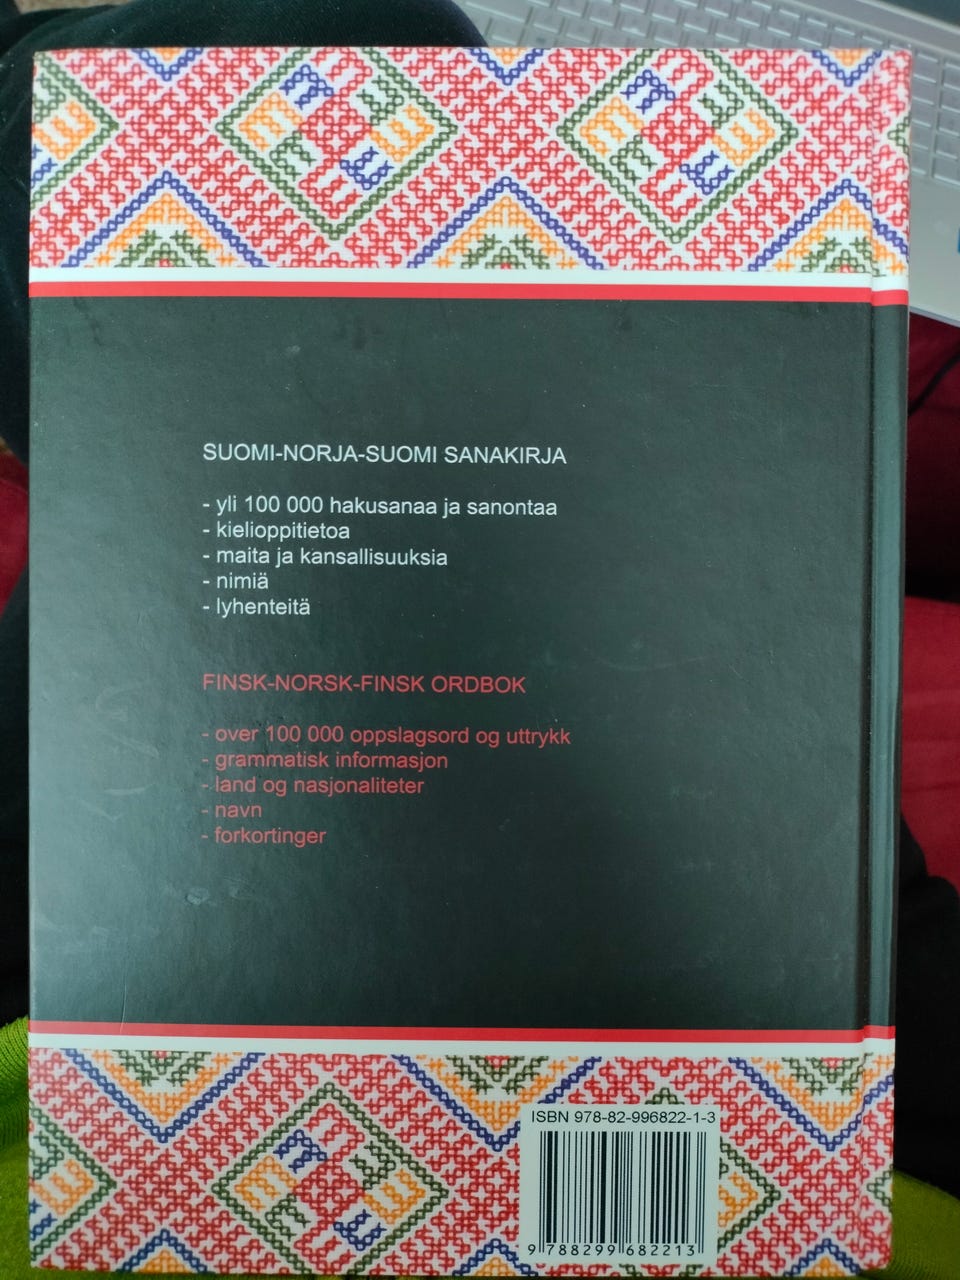 SUOMI-NORJA-SUOMI SANAKIRJA
- yli 100 000 hakusanaa ja sanontaa
- kielioppitietoa
- maita ja kansallisuuksia
- nimiä
- lyhenteitä
FINSK-NORSK-FINSK ORDBOK
- over 100 000 oppslagsord og uttrykk
- grammatisk informasjon
- land og nasjonaliteter
- navn
- forkortinger
ISBN 978-82-996822-1-3
9 788299 682213